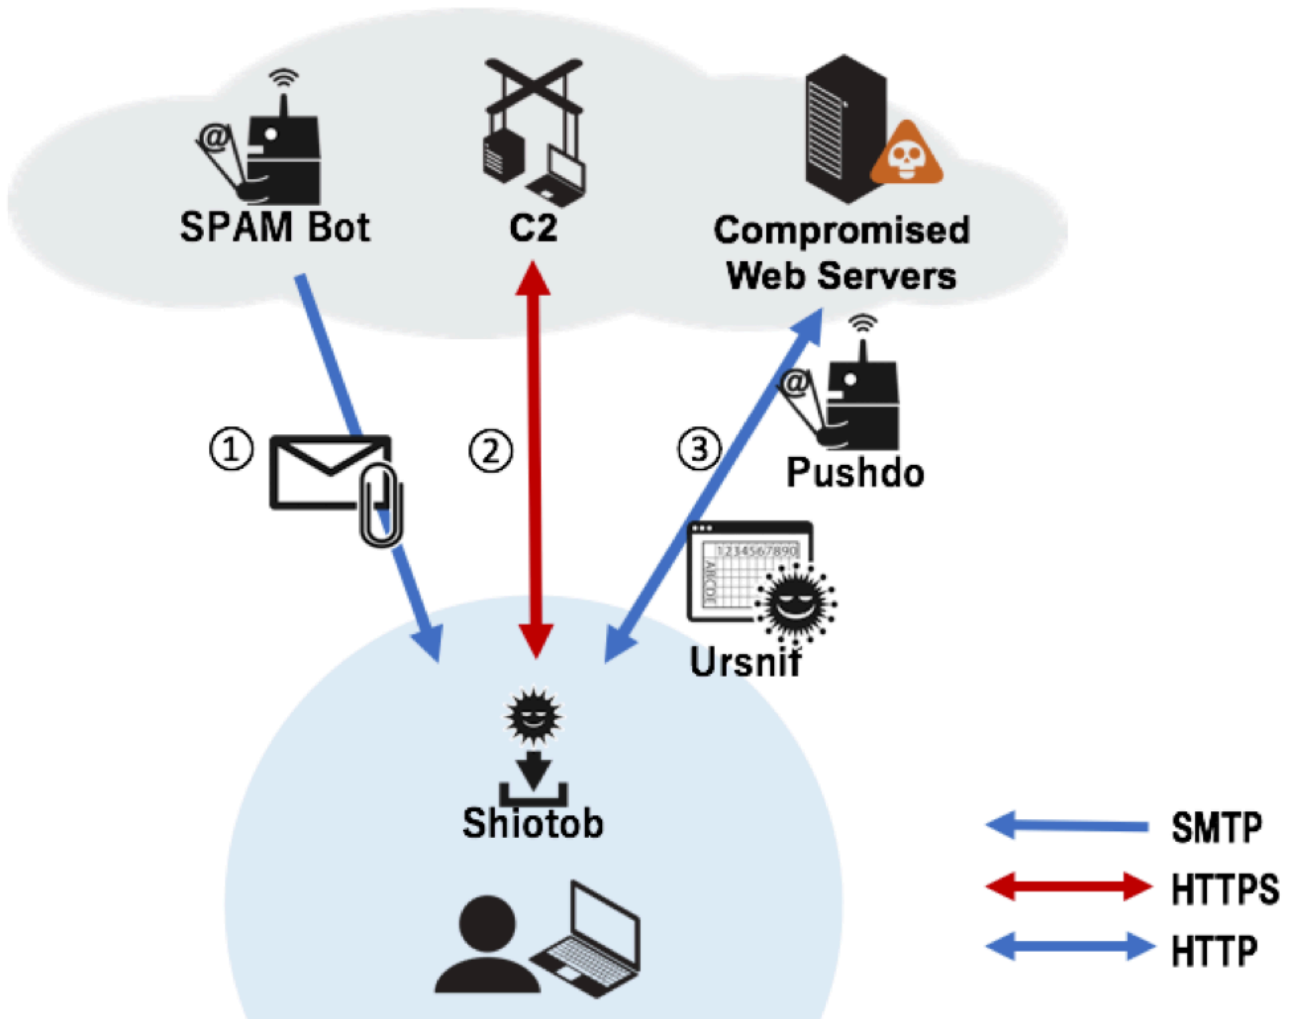 @
SPAM Bot
C2
Compromised
Web Servers
①
②
③
@
Pushdo
1234567890
ABCDE
Ursnif
Shiotob
SMTP
HTTPS
HTTP